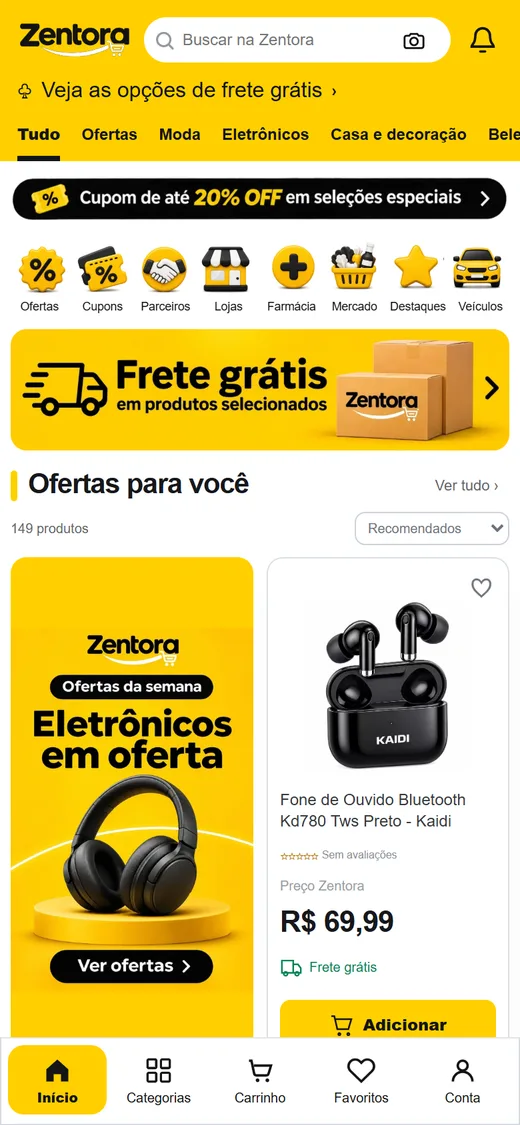 Zentora
Buscar na Zentora
Veja as opções de frete grátis ›
Tudo Ofertas Moda Eletrônicos Casa e decoração Bele
% Cupom de até 20% OFF em seleções especiais
% %
Ofertas Cupons Parceiros Lojas Farmácia Mercado Destaques Veículos
Frete grátis
em produtos selecionados
Zentora
Ofertas para você
Ver tudo ›
149 produtos
Recomendados
Zentora
Ofertas da semana
Eletrônicos
em oferta
Ver ofertas
KAIDI
Fone de Ouvido Bluetooth
Kd780 Tws Preto - Kaidi
☆☆☆☆☆ Sem avaliações
Preço Zentora
R$ 69,99
Frete grátis
Adicionar
Início Categorias Carrinho Favoritos Conta